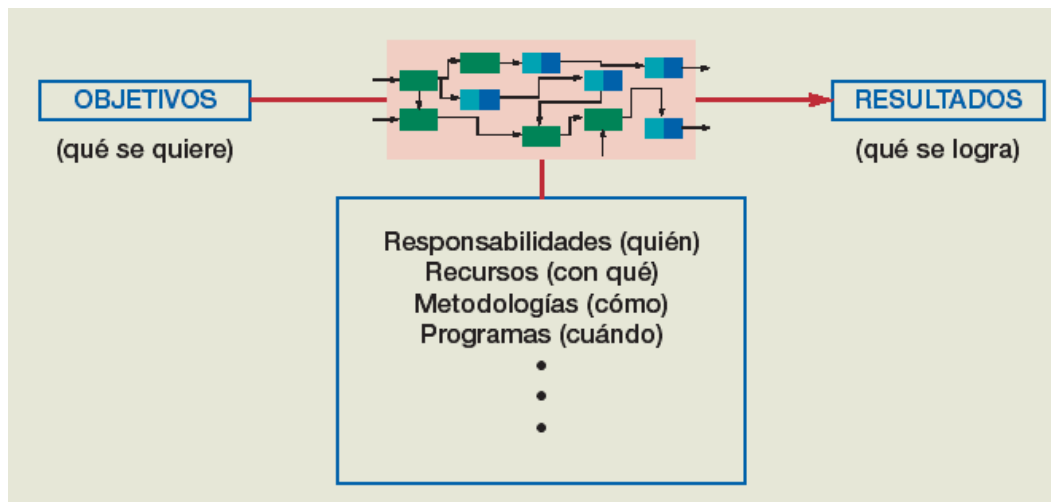 OBJETIVOS
(qué se quiere)
RESULTADOS
(qué se logra)
Responsabilidades (quién)
Recursos (con qué)
Metodologías (cómo)
Programas (cuándo)